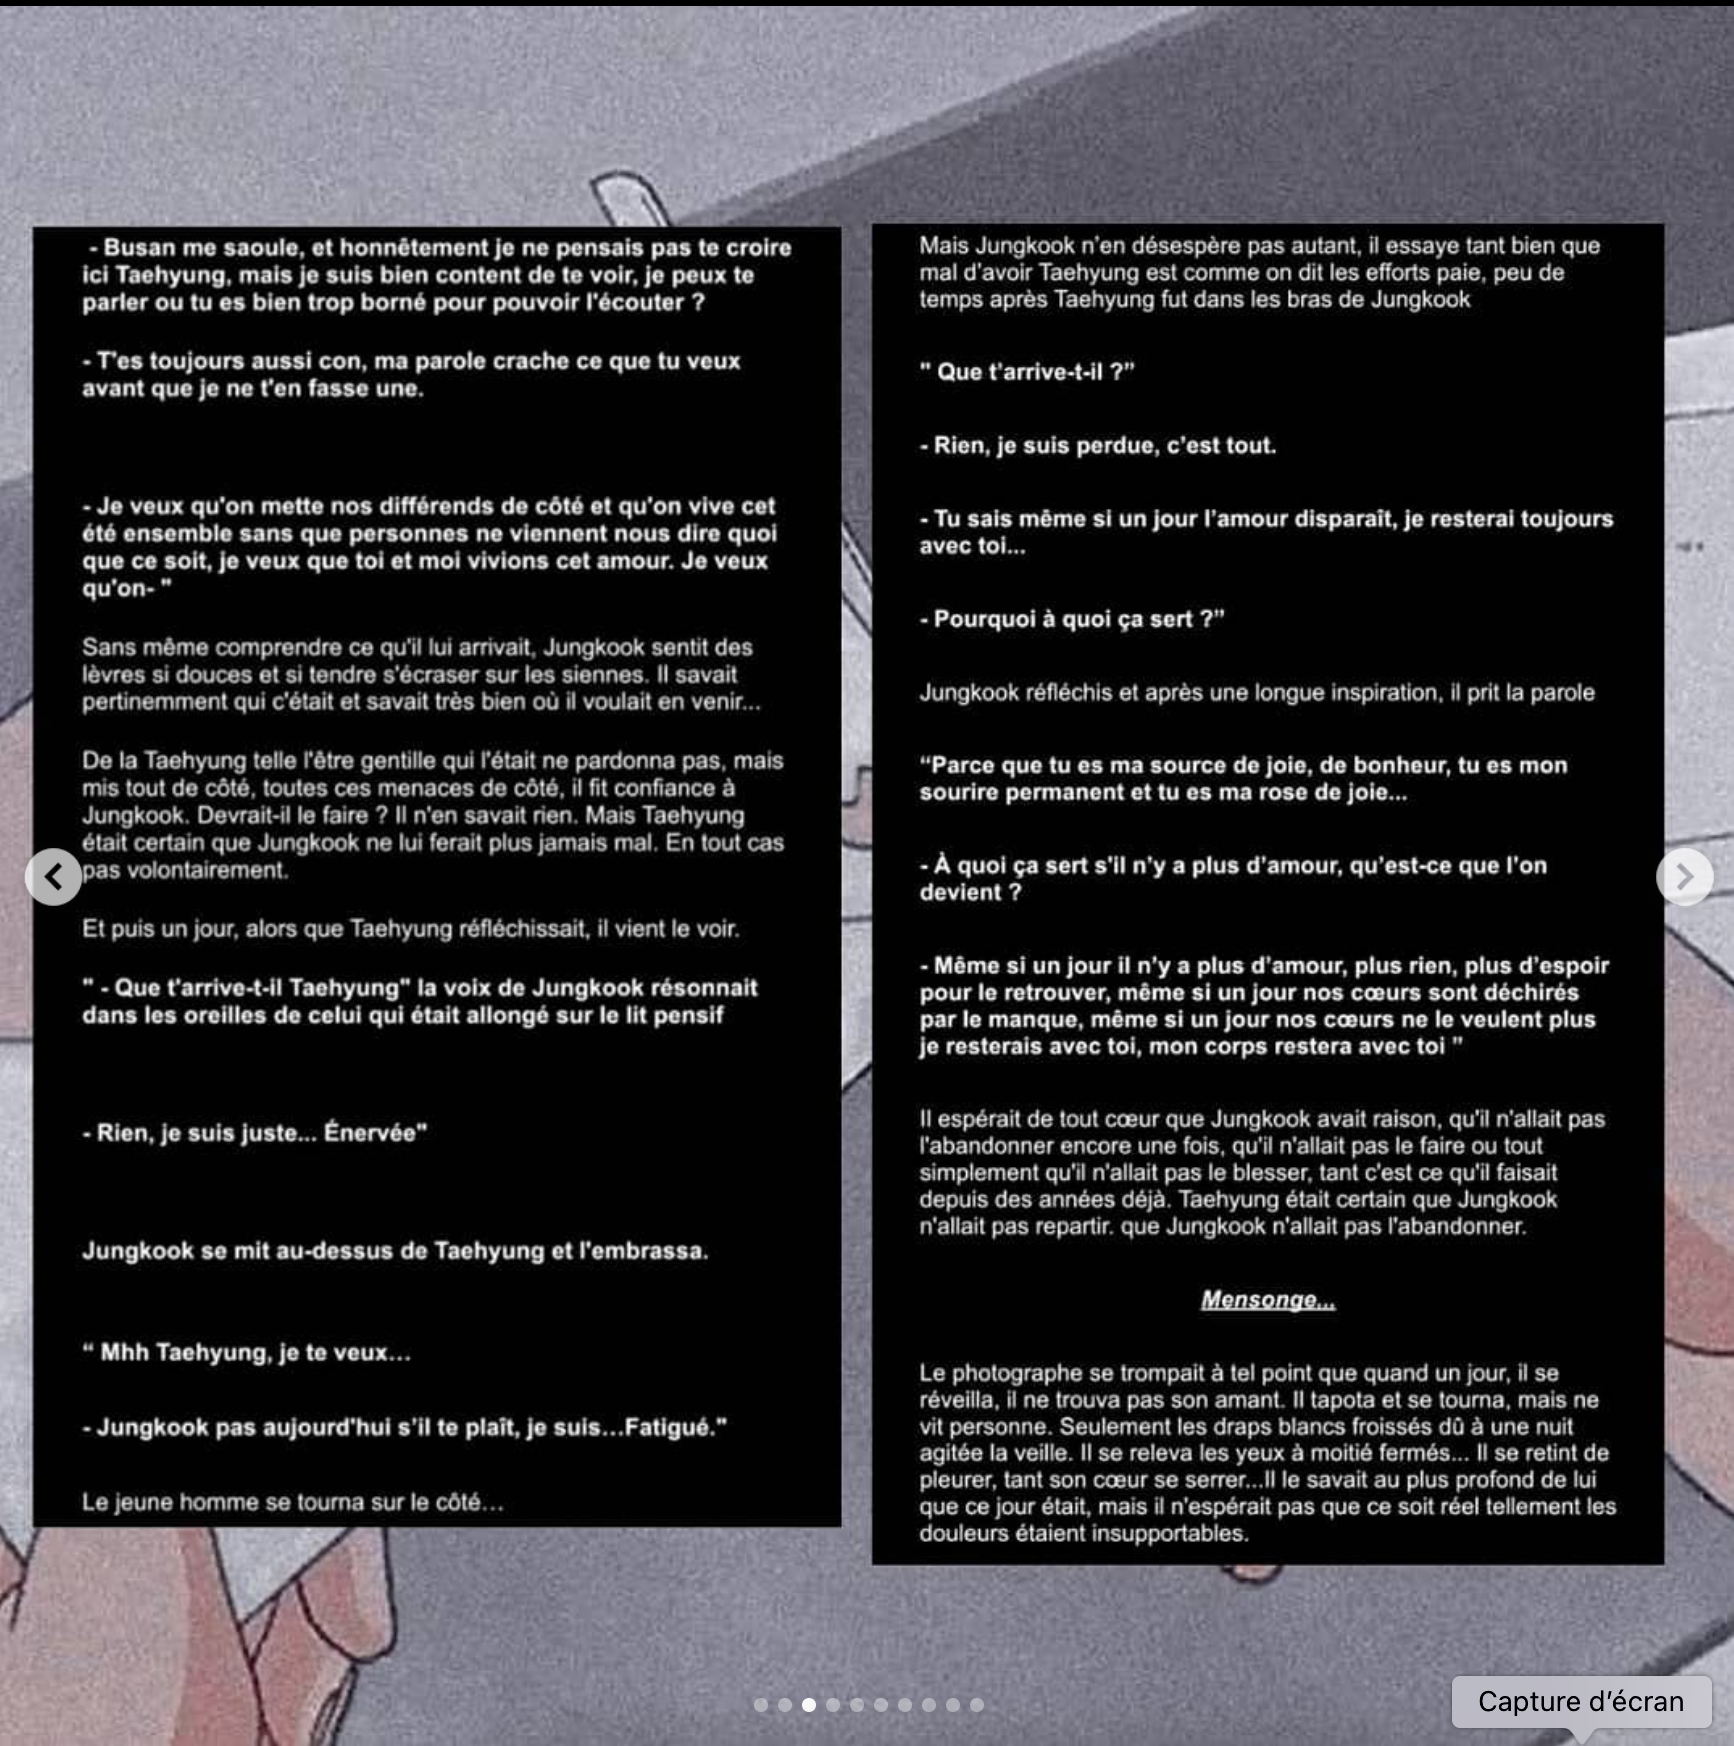 - Busan me saoule, et honnêtement je ne pensais pas te croire
ici Taehyung, mais je suis bien content de te voir, je peux te
parler ou tu es bien trop borné pour pouvoir l'écouter ?
- T'es toujours aussi con, ma parole crache ce que tu veux
avant que je ne t'en fasse une.
- Je veux qu'on mette nos différends de côté et qu'on vive cet
été ensemble sans que personnes ne viennent nous dire quoi
que ce soit, je veux que toi et moi vivions cet amour. Je veux
qu'on- "
Sans même comprendre ce qu'il lui arrivait, Jungkook sentit des
lèvres si douces et si tendre s'écraser sur les siennes. Il savait
pertinemment qui c'était et savait très bien où il voulait en venir...
De la Taehyung telle l'être gentille qui l'était ne pardonna pas, mais
mis tout de côté, toutes ces menaces de côté, il fit confiance à
Jungkook. Devrait-il le faire ? Il n'en savait rien. Mais Taehyung
était certain que Jungkook ne lui ferait plus jamais mal. En tout cas
pas volontairement.
Et puis un jour, alors que Taehyung réfléchissait, il vient le voir.
" - Que t'arrive-t-il Taehyung" la voix de Jungkook résonnait
dans les oreilles de celui qui était allongé sur le lit pensif
- Rien, je suis juste... Énervée"
Jungkook se mit au-dessus de Taehyung et l'embrassa.
“ Mhh Taehyung, je te veux…
- Jungkook pas aujourd'hui s’il te plaît, je suis…Fatigué."
Le jeune homme se tourna sur le côté…
Mais Jungkook n’en désespère pas autant, il essaye tant bien que
mal d’avoir Taehyung est comme on dit les efforts paie, peu de
temps après Taehyung fut dans les bras de Jungkook
" Que t’arrive-t-il ?”
- Rien, je suis perdue, c’est tout.
- Tu sais même si un jour l’amour disparaît, je resterai toujours
avec toi...
- Pourquoi à quoi ça sert ?”
Jungkook réfléchis et après une longue inspiration, il prit la parole
“Parce que tu es ma source de joie, de bonheur, tu es mon
sourire permanent et tu es ma rose de joie...
- À quoi ça sert s’il n’y a plus d’amour, qu’est-ce que l’on
devient ?
- Même si un jour il n’y a plus d’amour, plus rien, plus d’espoir
pour le retrouver, même si un jour nos cœurs sont déchirés
par le manque, même si un jour nos cœurs ne le veulent plus
je resterais avec toi, mon corps restera avec toi ”
Il espérait de tout cœur que Jungkook avait raison, qu'il n'allait pas
l'abandonner encore une fois, qu'il n'allait pas le faire ou tout
simplement qu'il n'allait pas le blesser, tant c'est ce qu'il faisait
depuis des années déjà. Taehyung était certain que Jungkook
n'allait pas repartir. que Jungkook n'allait pas l'abandonner.
Mensonge...
Le photographe se trompait à tel point que quand un jour, il se
réveilla, il ne trouva pas son amant. Il tapota et se tourna, mais ne
vit personne. Seulement les draps blancs froissés dû à une nuit
agitée la veille. Il se releva les yeux à moitié fermés... Il se retint de
pleurer, tant son cœur se serrer...Il le savait au plus profond de lui
que ce jour était, mais il n'espérait pas que ce soit réel tellement les
douleurs étaient insupportables.
Capture d’écran